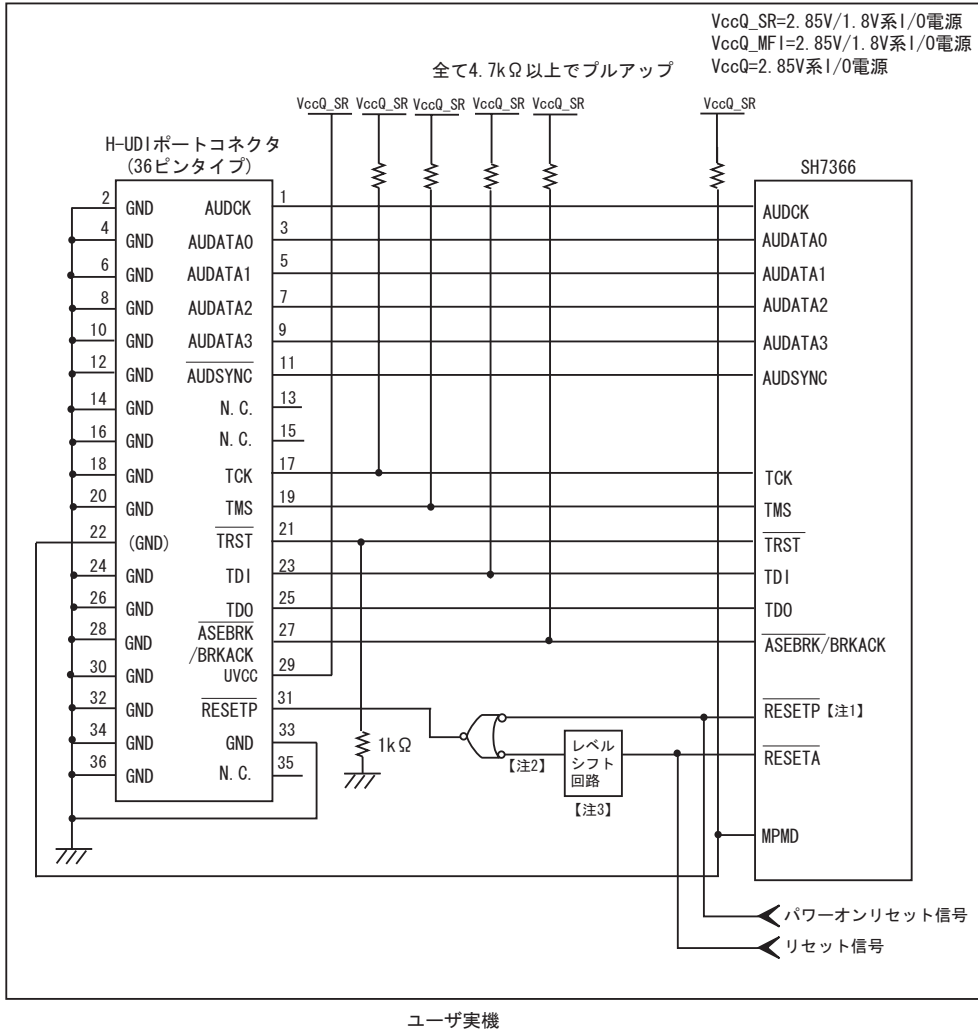 VccQ_SR=2.85V/1.8V系I/O電源
VccQ_MFI=2.85V/1.8V系I/O電源
VccQ=2.85V系I/O電源
全て4.7kΩ以上でプルアップ
VccQ_SR VccQ_SR VccQ_SR VccQ_SR VccQ_SR VccQ_SR
H-UDIポートコネクタ
(36ピンタイプ)
SH7366
2 GND AUDCK 1 AUDCK
4 GND AUDATA0 3 AUDATA0
6 GND AUDATA1 5 AUDATA1
8 GND AUDATA2 7 AUDATA2
10 GND AUDATA3 9 AUDATA3
12 GND AUDSYNC 11 AUDSYNC
14 GND N.C. 13
16 GND N.C. 15
18 GND TCK 17 TCK
20 GND TMS 19 TMS
22 (GND) TRST 21 TRST
24 GND TDI 23 TDI
26 GND TDO 25 TDO
28 GND ASEBRK 27 ASEBRK/BRKACK
/BRKACK
30 GND UVCC 29
32 GND RESETP 31 RESETP【注1】
34 GND GND 33
36 GND N.C. 35
1kΩ
【注2】
レベル
シフト
回路
【注3】
RESETA
MPMD
パワーオンリセット信号
リセット信号
ユーザ実機